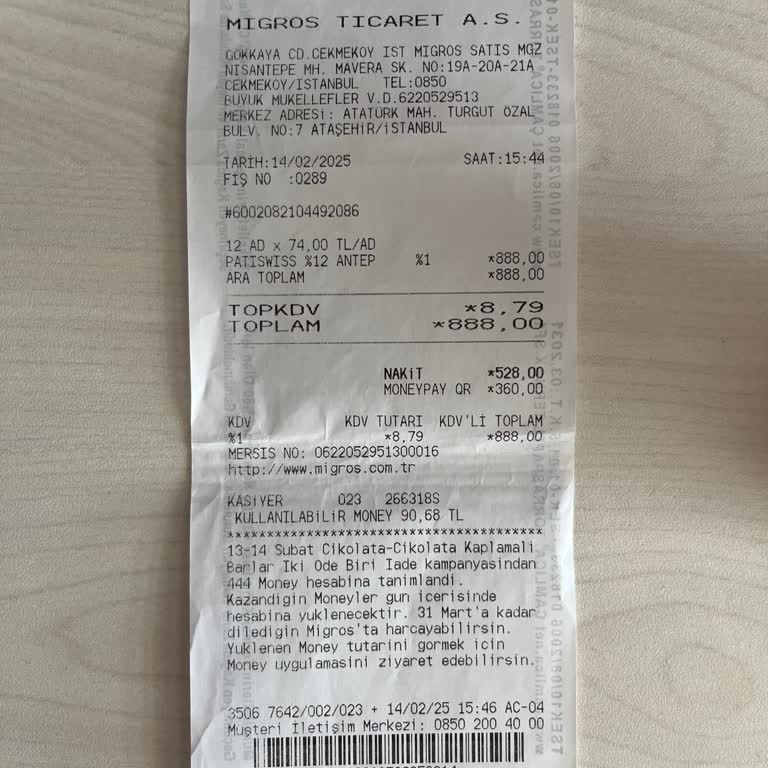 MIGROS TICARET A.S.
GOKKAYA CD.CEKMEKOY IST MIGROS SATIS MGZ
NISANTEPE MH. MAVERA SK. NO:19A-20A-21A
CEKMEKOY/ISTANBUL TEL:0850
BUYUK MUKELLEFLER V.D.6220529513
MERKEZ ADRESİ: ATATÜRK MAH. TURGUT ÖZAL
BULV. NO:7 ATAŞEHİR/İSTANBUL
TARİH:14/02/2025 SAAT:15:44
FİŞ NO :0289
#6002082104492086
12 AD x 74,00 TL/AD
PATISWISS %12 ANTEP %1 *888,00
ARA TOPLAM *888,00
TOPKDV *8,79
TOPLAM *888,00
NAKİT *528,00
MONEYPAY QR *360,00
KDV KDV TUTARI KDV'Lİ TOPLAM
%1 *8,79 *888,00
MERSIS NO: 0622052951300016
http://www.migros.com.tr
KASİYER 023 266318S
KULLANILABİLİR MONEY 90,68 TL
****************************************
13-14 Subat Cikolata-Cikolata Kaplamali
Barlar Iki Ode Biri Iade kampanyasindan
444 Money hesabina tanimlandi.
Kazandigin Moneyler gun icerisinde
hesabina yuklenecektir. 31 Mart'a kadar
diledigin Migros'ta harcayabilirsin.
Yuklenen Money tutarini gormek icin
Money uygulamasini ziyaret edebilirsin.
3506 7642/002/023 + 14/02/25 15:46 AC-04
Müşteri İletişim Merkezi: 0850 200 40 00